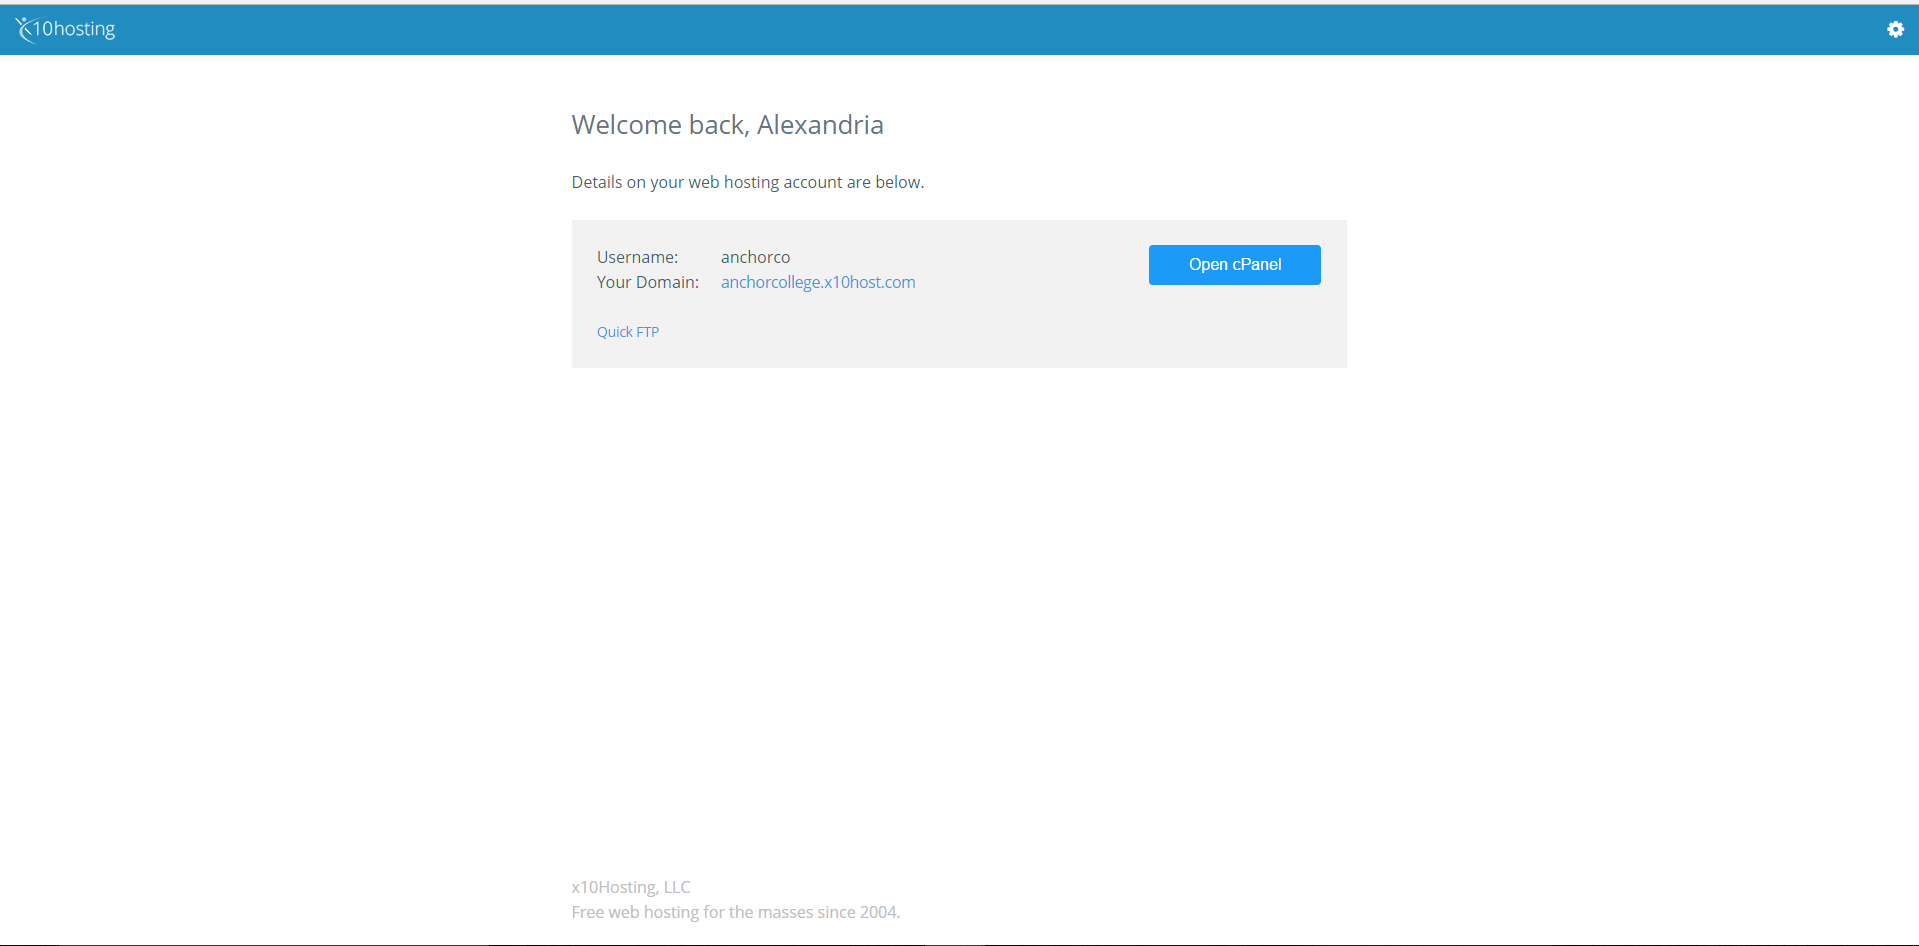 x10hosting
Welcome back, Alexandria
Details on your web hosting account are below.
Username: anchorco
Open cPanel
Your Domain: anchorcollege.x10host.com
Quick FTP
x10Hosting, LLC
Free web hosting for the masses since 2004.